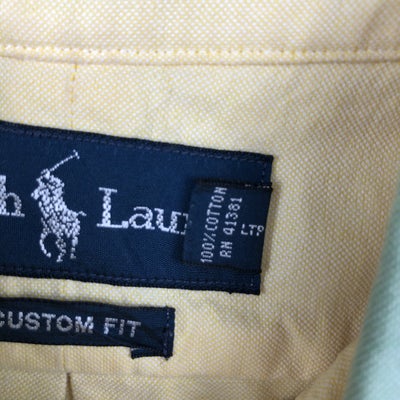 h Lau
100% COTTON
RN 41381
LTP
CUSTOM FIT